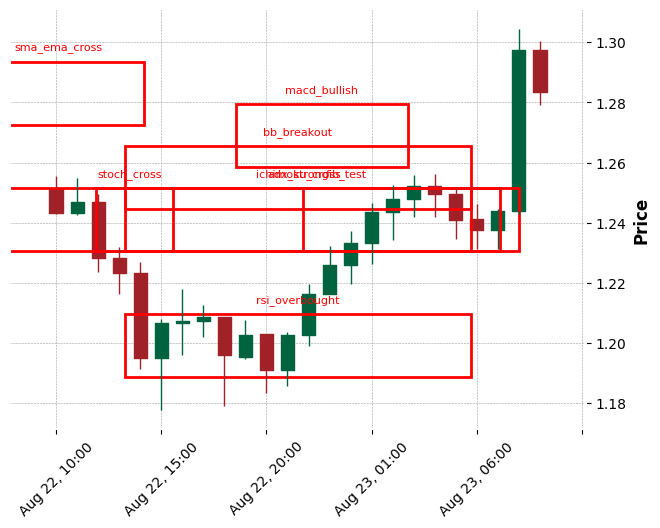 sma_ema_cross
macd_bullish
bb_breakout
stoch_cross
rsi_overbought
1.30
1.28
1.26
1.24
1.22
1.20
1.18
Price
Aug 22, 10:00
Aug 22, 15:00
Aug 22, 20:00
Aug 23, 01:00
Aug 23, 06:00